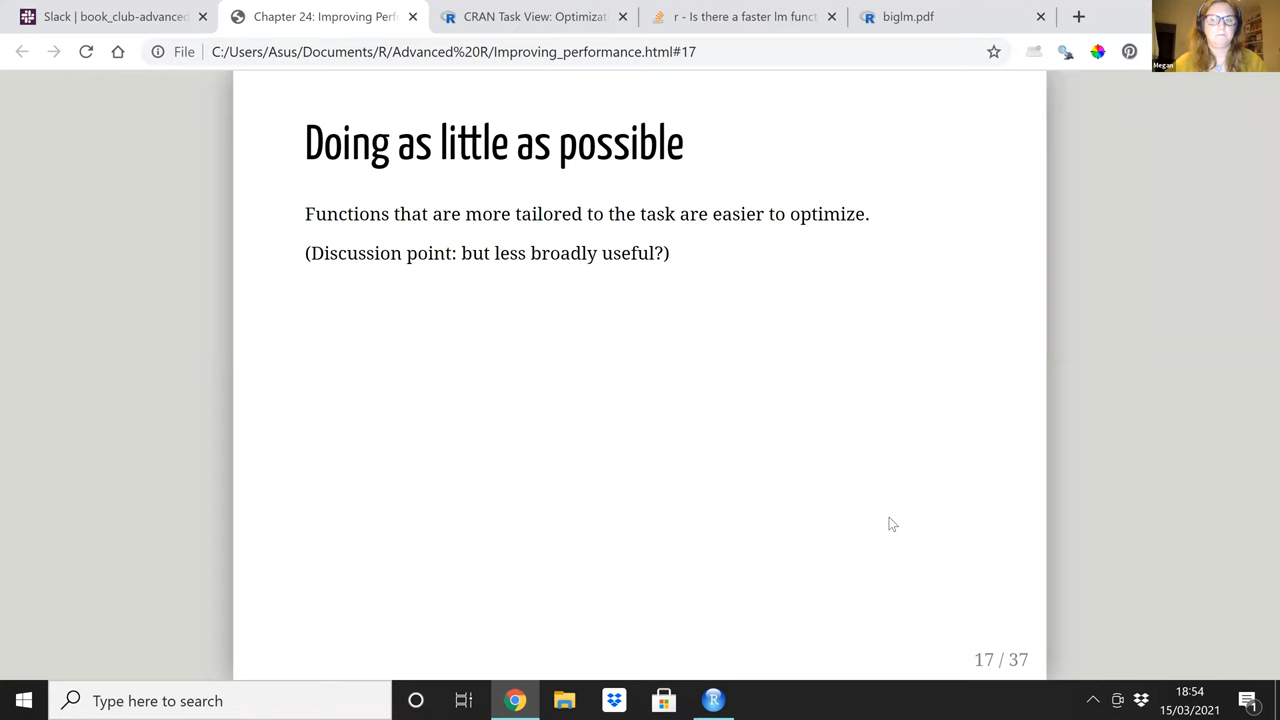 Slack | book_club-advanced
Chapter 24: Improving Perf
CRAN Task View: Optimizat
r - Is there a faster lm funct
biglm.pdf
File
C:/Users/Asus/Documents/R/Advanced%20R/Improving_performance.html#17
Megan
Doing as little as possible
Functions that are more tailored to the task are easier to optimize.
(Discussion point: but less broadly useful?)
17 / 37
Type here to search
18:54
15/03/2021
1